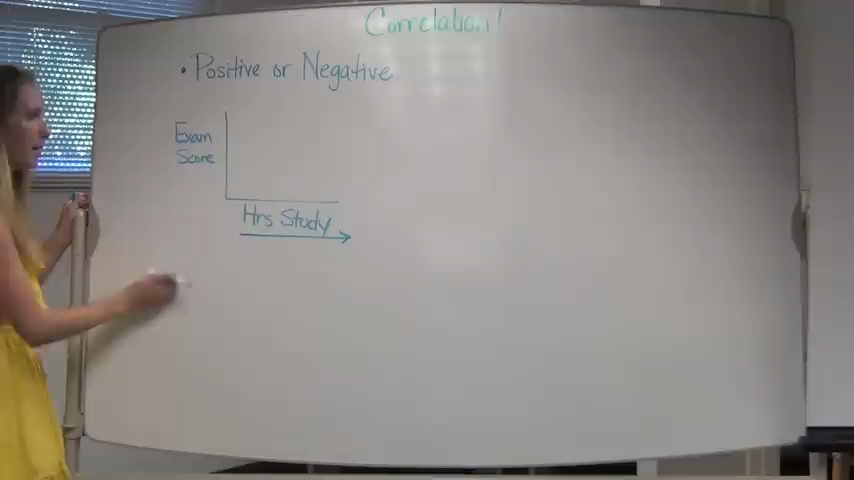 Correlation!
• Positive or Negative
Exam
Score
Hrs Study